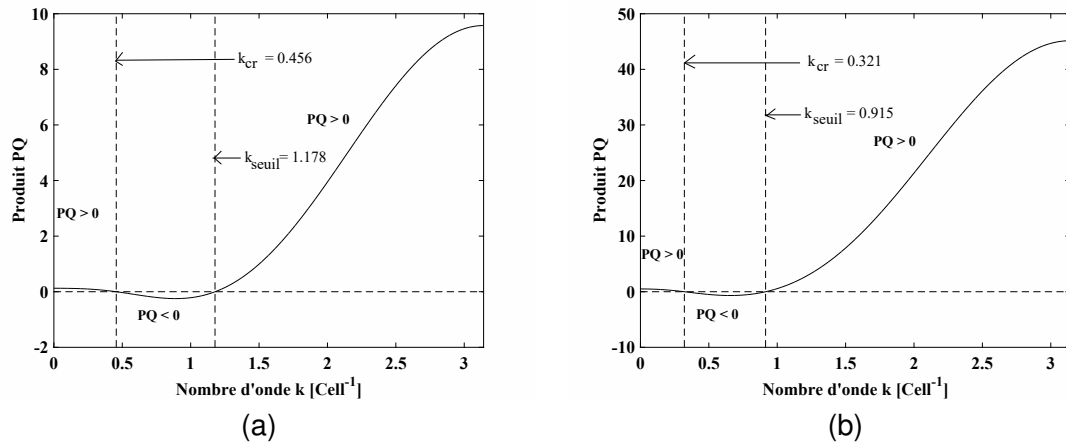 10
8
6
4
2
0
-2
0
0.5
1
1.5
2
2.5
3
Produit PQ
Nombre d'onde k [Cell-1]
k_cr = 0.456
k_seuil = 1.178
PQ > 0
PQ > 0
PQ < 0
(a)
50
40
30
20
10
0
-10
0
0.5
1
1.5
2
2.5
3
Produit PQ
Nombre d'onde k [Cell-1]
k_cr = 0.321
k_seuil = 0.915
PQ > 0
PQ > 0
PQ < 0
(b)